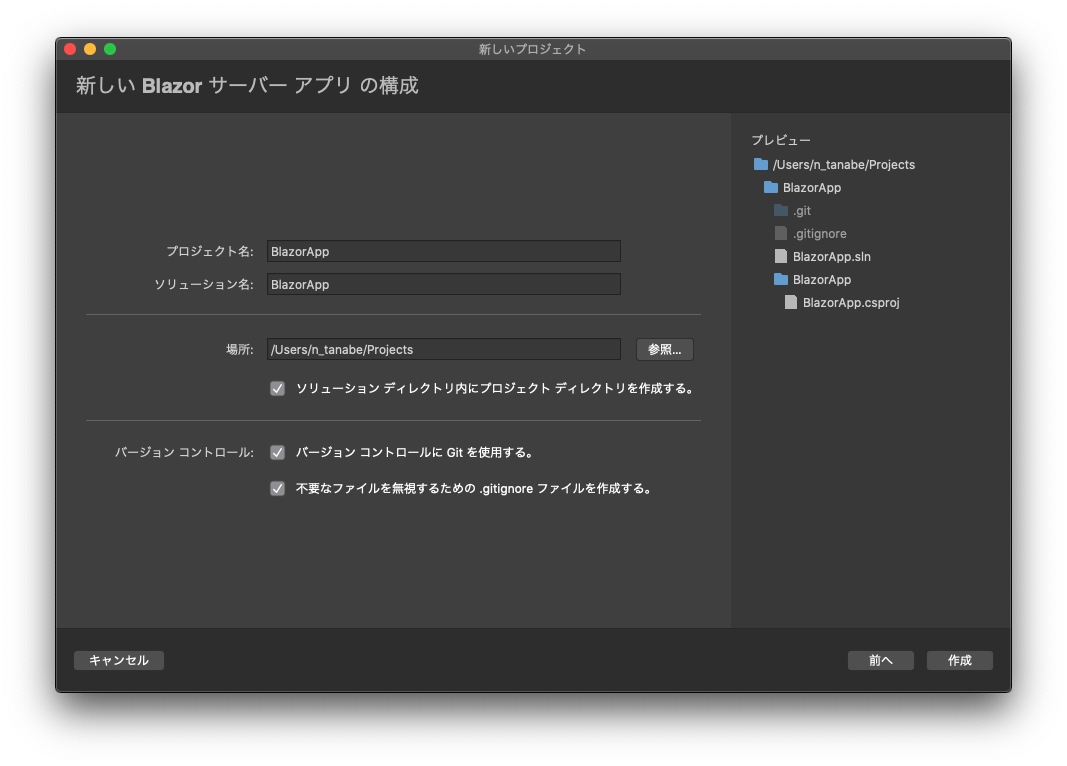 新しいプロジェクト
新しい Blazor サーバー アプリ の構成
プロジェクト名: BlazorApp
ソリューション名: BlazorApp
場所: /Users/n_tanabe/Projects 参照...
ソリューション ディレクトリ内にプロジェクト ディレクトリを作成する。
バージョン コントロール: バージョン コントロールに Git を使用する。
不要なファイルを無視するための .gitignore ファイルを作成する。
プレビュー
/Users/n_tanabe/Projects
BlazorApp
.git
.gitignore
BlazorApp.sln
BlazorApp
BlazorApp.csproj
キャンセル 前へ 作成